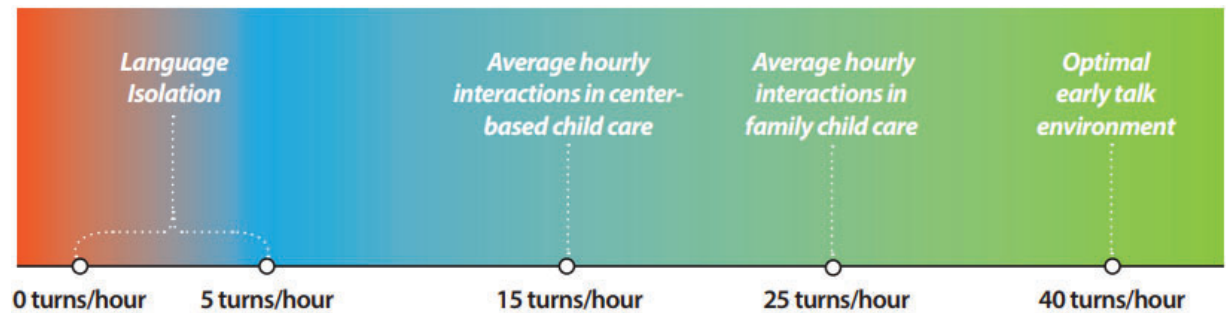 Language
Isolation
Average hourly
interactions in center-
based child care
Average hourly
interactions in
family child care
Optimal
early talk
environment
0 turns/hour
5 turns/hour
15 turns/hour
25 turns/hour
40 turns/hour